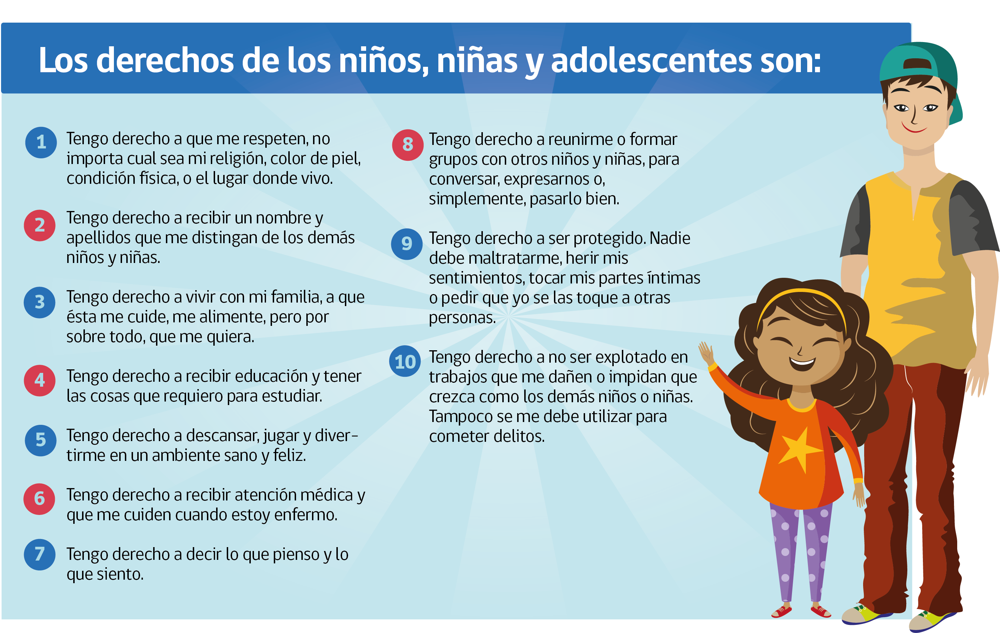 Los derechos de los niños, niñas y adolescentes son:
1
Tengo derecho a que me respeten, no
importa cual sea mi religión, color de piel,
condición física, o el lugar donde vivo.
2
Tengo derecho a recibir un nombre y
apellidos que me distingan de los demás
niños y niñas.
3
Tengo derecho a vivir con mi familia, a que
ésta me cuide, me alimente, pero por
sobre todo, que me quiera.
4
Tengo derecho a recibir educación y tener
las cosas que requiero para estudiar.
5
Tengo derecho a descansar, jugar y diver-
tirme en un ambiente sano y feliz.
6
Tengo derecho a recibir atención médica y
que me cuiden cuando estoy enfermo.
7
Tengo derecho a decir lo que pienso y lo
que siento.
8
Tengo derecho a reunirme o formar
grupos con otros niños y niñas, para
conversar, expresarnos o,
simplemente, pasarlo bien.
9
Tengo derecho a ser protegido. Nadie
debe maltratarme, herir mis
sentimientos, tocar mis partes íntimas
o pedir que yo se las toque a otras
personas.
10
Tengo derecho a no ser explotado en
trabajos que me dañen o impidan que
crezca como los demás niños o niñas.
Tampoco se me debe utilizar para
cometer delitos.